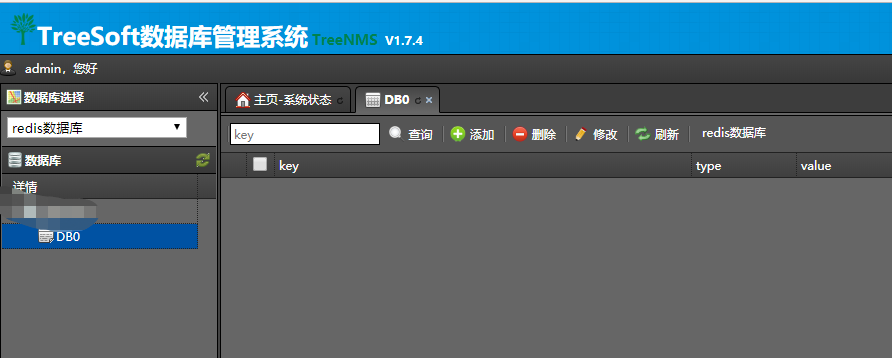 TreeSoft数据库管理系统 TreeNMS V1.7.4
admin，您好
数据库选择
主页-系统状态 DB0
redis数据库
key 查询 添加 删除 修改 刷新 redis数据库
数据库
key type value
详情
DB0